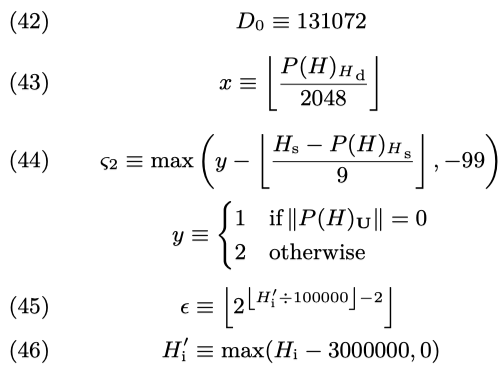 (42) D₀ ≡ 131072
(43) x ≡ ⌊P(H)_{H_d} / 2048⌋
(44) ς₂ ≡ max(y − ⌊(H_s − P(H)_{H_s}) / 9⌋, −99)
y ≡ {1 if ‖P(H)_U‖ = 0
2 otherwise
(45) ϵ ≡ ⌊2^{⌊H′_i ÷ 100000⌋ − 2}⌋
(46) H′_i ≡ max(H_i − 3000000, 0)